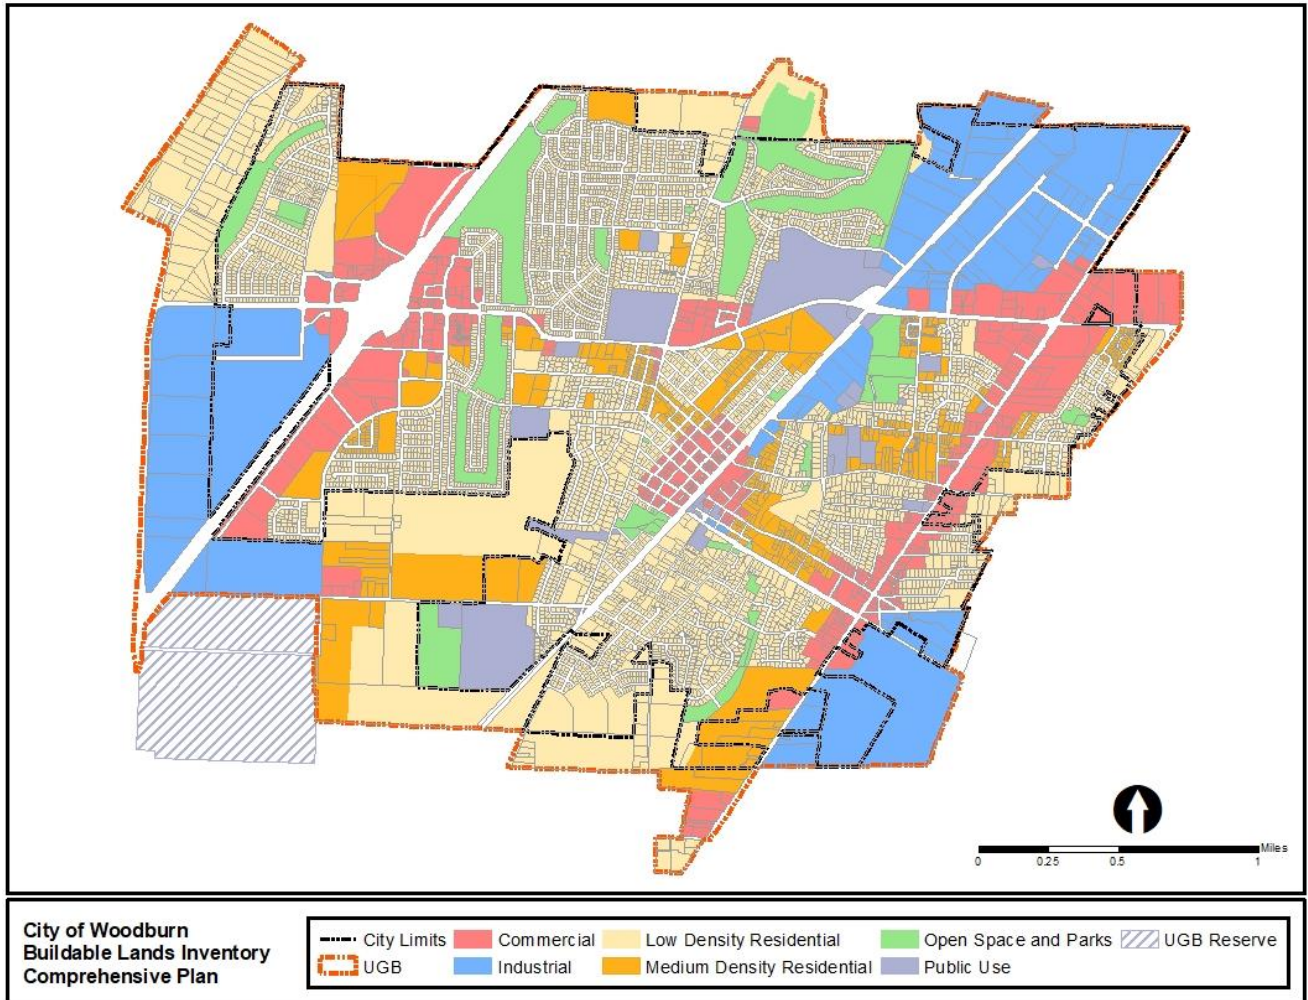 Miles
0 0.25 0.5 1
City of Woodburn
Buildable Lands Inventory
Comprehensive Plan
City Limits Commercial Low Density Residential Open Space and Parks UGB Reserve
UGB Industrial Medium Density Residential Public Use